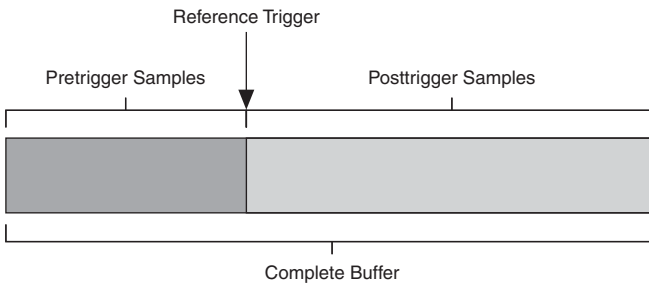 Reference Trigger
Pretrigger Samples
Posttrigger Samples
Complete Buffer